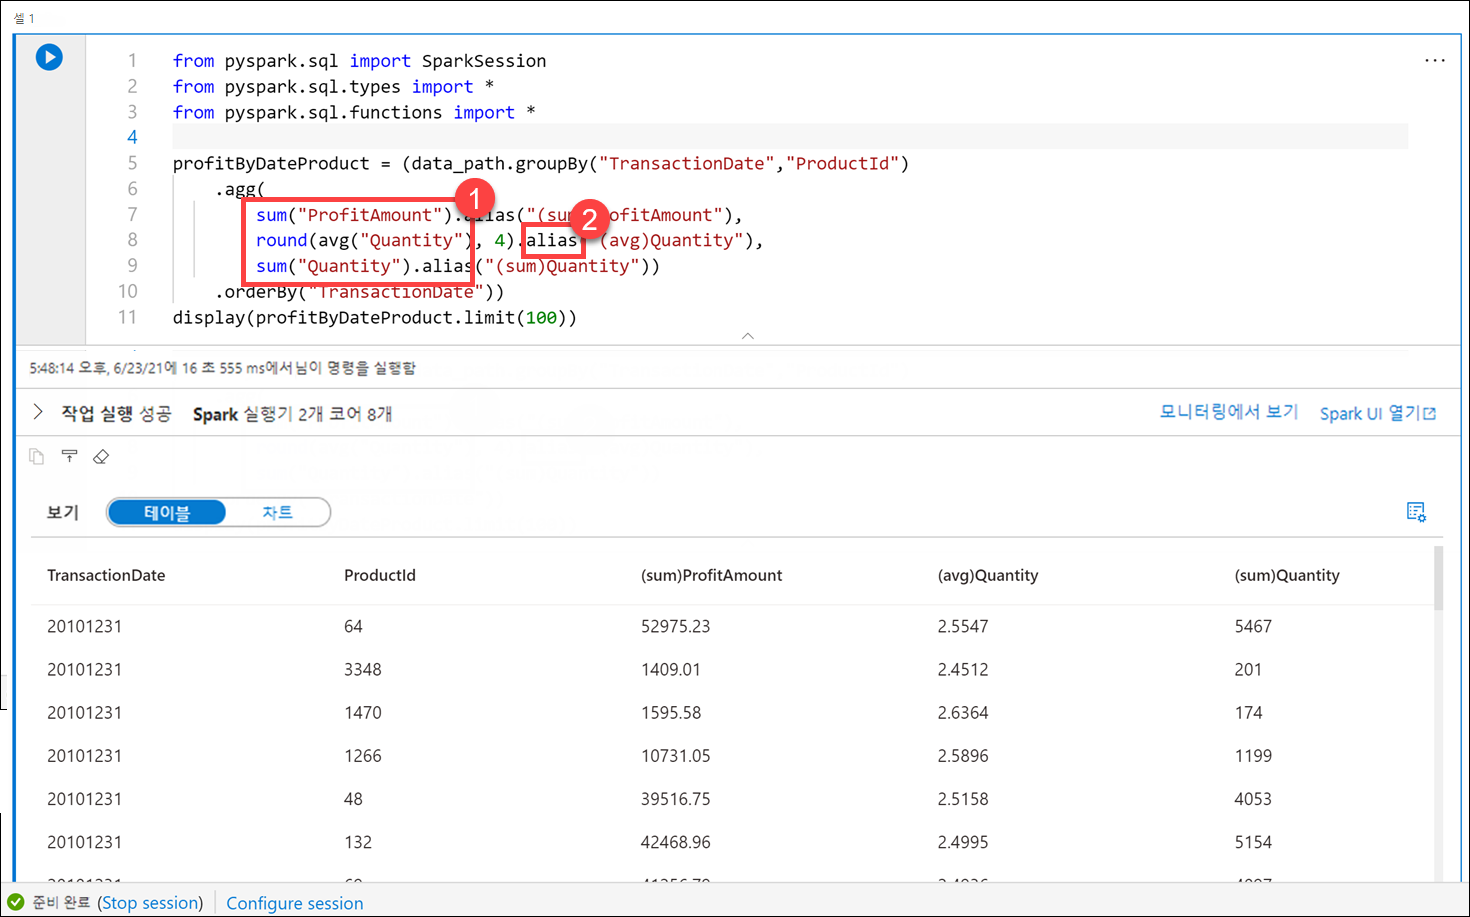 셀 1
...
1 from pyspark.sql import SparkSession
2 from pyspark.sql.types import *
3 from pyspark.sql.functions import *
4
5 profitByDateProduct = (data_path.groupBy("TransactionDate","ProductId")
6 .agg(
1
7 sum("ProfitAmount").alias("(sum)ProfitAmount"),
2
8 round(avg("Quantity"), 4).alias("(avg)Quantity"),
9 sum("Quantity").alias("(sum)Quantity"))
10 .orderBy("TransactionDate"))
11 display(profitByDateProduct.limit(100))
5:48:14 오후, 6/23/21에 16 초 555 ms에서님이 명령을 실행함
작업 실행 성공 Spark 실행기 2개 코어 8개 모니터링에서 보기 Spark UI 열기
보기 테이블 차트
TransactionDate ProductId (sum)ProfitAmount (avg)Quantity (sum)Quantity
20101231 64 52975.23 2.5547 5467
20101231 3348 1409.01 2.4512 201
20101231 1470 1595.58 2.6364 174
20101231 1266 10731.05 2.5896 1199
20101231 48 39516.75 2.5158 4053
20101231 132 42468.96 2.4995 5154
준비 완료 (Stop session) Configure session